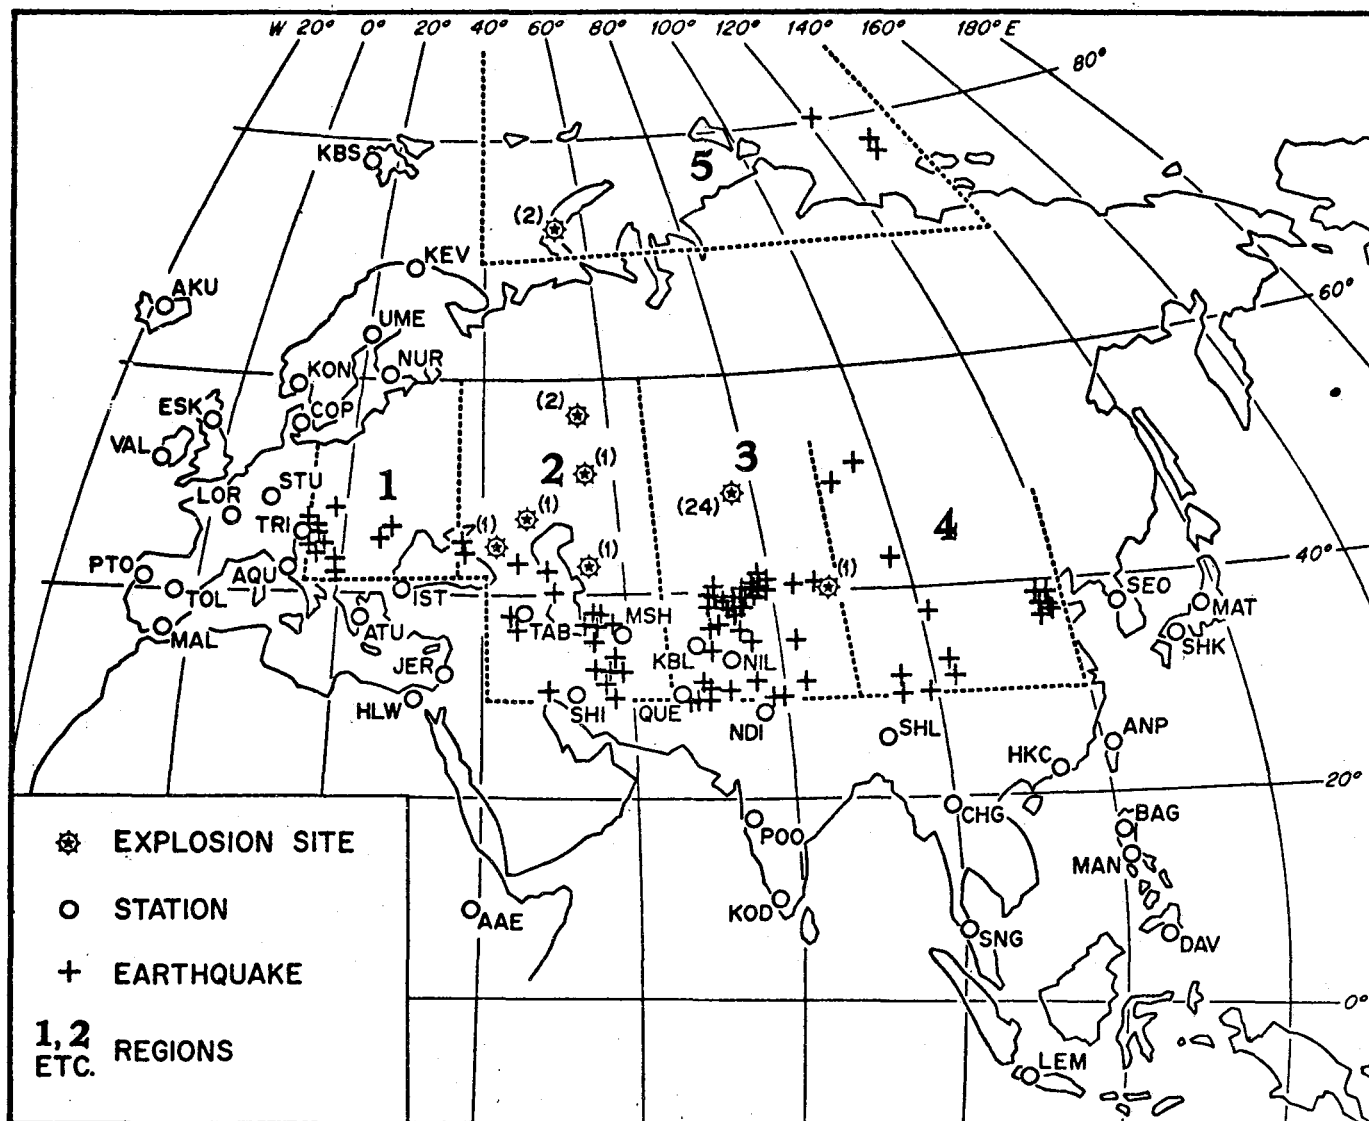 W 20° 0° 20° 40° 60° 80° 100° 120° 140° 160° 180° E
80°
5
KBS
(2)
KEV
AKU
60°
UME
KON
NUR
ESK
COP
(2)
VAL
1
2
3
(1)
STU
LOR
(24)
(1)
4
TRI
(1)
40°
PTO
AQU
(1)
(1)
SEO
TOL
IST
MAT
MAL
ATU
TAB
MSH
SHK
JER
KBL
NIL
HLW
SHI
QUE
NDI
SHL
ANP
HKC
20°
CHG
BAG
POO
MAN
KOD
AAE
SNG
DAV
0°
LEM
EXPLOSION SITE
STATION
EARTHQUAKE
1, 2
ETC. REGIONS